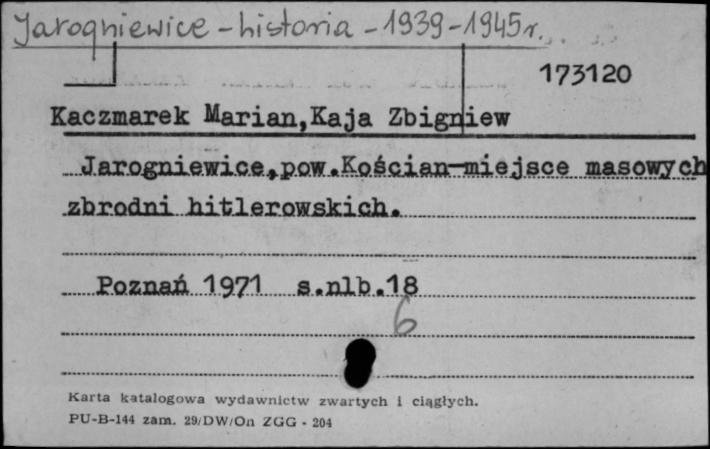 Jarogniewice - historia - 1939-1945 r.
173120
Kaczmarek Marian,Kaja Zbigniew
Jarogniewice,pow.Kościan-miejsce masowych
zbrodni hitlerowskich.
Poznań 1971 s.nlb.18
6
Karta katalogowa wydawnictw zwartych i ciągłych.
PU-B-144 zam. 29/DW/On ZGG - 204